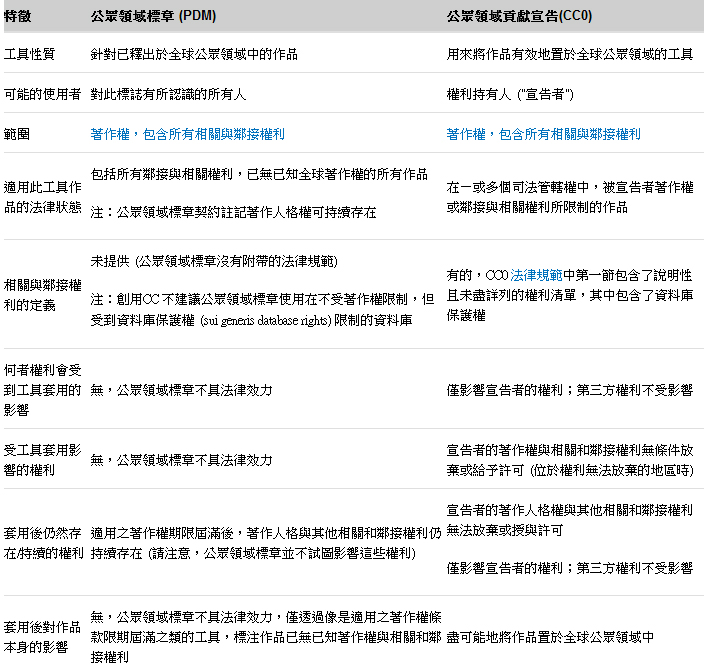 特徵 公眾領域標章 (PDM) 公眾領域貢獻宣告(CC0)
工具性質 針對已釋出於全球公眾領域中的作品 用來將作品有效地置於全球公眾領域的工具
可能的使用者 對此標誌有所認識的所有人 權利持有人 ("宣告者")
範圍 著作權，包含所有相關與鄰接權利 著作權，包含所有相關與鄰接權利
適用此工具作
品的法律狀態
包括所有鄰接與相關權利，已無已知全球著作權的所有作品
注：公眾領域標章契約註記著作人格權可持續存在
在一或多個司法管轄權中，被宣告者著作權
或鄰接與相關權利所限制的作品
相關與鄰接權
利的定義
未提供 (公眾領域標章沒有附帶的法律規範)
注：創用CC 不建議公眾領域標章使用在不受著作權限制，但
受到資料庫保護權 (sui generis database rights) 限制的資料庫
有的，CC0 法律規範中第一節包含了說明性
且未盡詳列的權利清單，其中包含了資料庫
保護權
何者權利會受
到工具套用的
影響
無，公眾領域標章不具法律效力
僅影響宣告者的權利；第三方權利不受影響
受工具套用影
響的權利
無，公眾領域標章不具法律效力
宣告者的著作權與相關和鄰接權利無條件放
棄或給予許可 (位於權利無法放棄的地區時)
套用後仍然存
在/持續的權利
適用之著作權期限屆滿後，著作人格與其他相關和鄰接權利仍
持續存在 (請注意，公眾領域標章並不試圖影響這些權利)
宣告者的著作人格權與其他相關和鄰接權利
無法放棄或授與許可
僅影響宣告者的權利；第三方權利不受影響
套用後對作品
本身的影響
無，公眾領域標章不具法律效力，僅透過像是適用之著作權條
款限期屆滿之類的工具，標注作品已無已知著作權與相關和鄰
接權利
盡可能地將作品置於全球公眾領域中